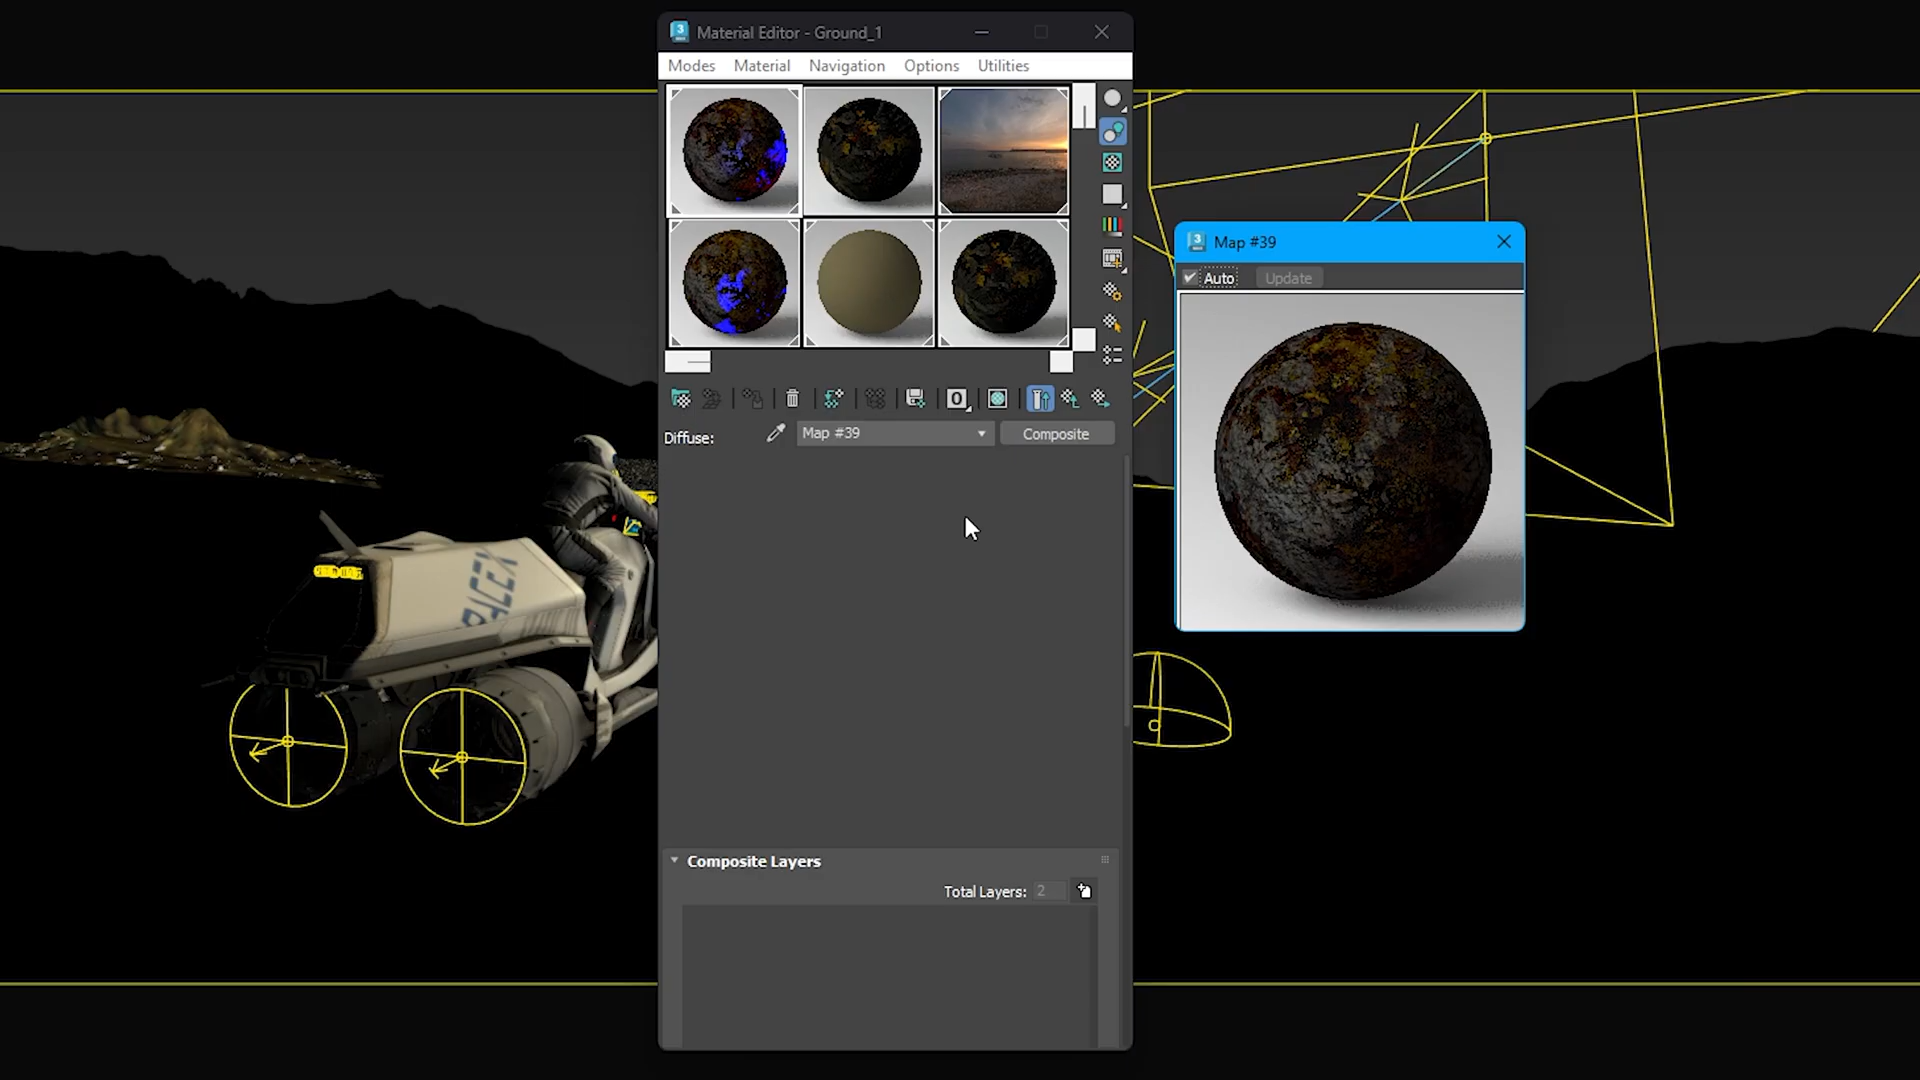 Material Editor - Ground_1
Modes Material Navigation Options Utilities
Map #39
Auto Update
0
Diffuse: Map #39 Composite
Composite Layers
Total Layers: 2